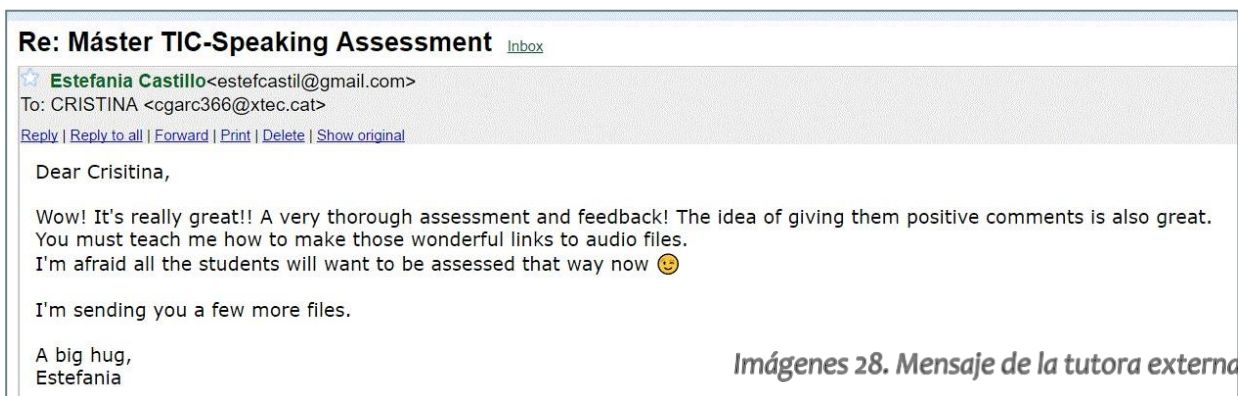 Re: Máster TIC-Speaking Assessment Inbox
Estefania Castillo<estefcastil@gmail.com>
To: CRISTINA <cgarc366@xtec.cat>
Reply | Reply to all | Forward | Print | Delete | Show original
Dear Crisitina,
Wow! It's really great!! A very thorough assessment and feedback! The idea of giving them positive comments is also great.
You must teach me how to make those wonderful links to audio files.
I'm afraid all the students will want to be assessed that way now 😉
I'm sending you a few more files.
A big hug,
Estefania
Imágenes 28. Mensaje de la tutora externa